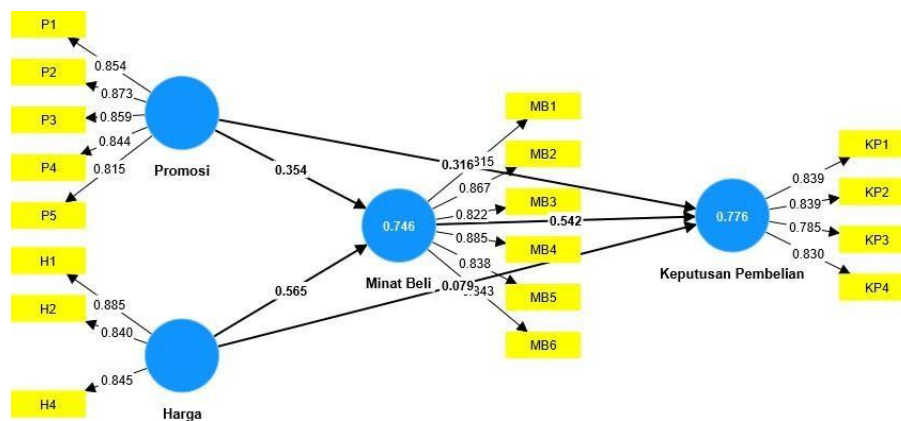 P1
P2
P3
P4
P5
0.854
0.873
0.859
0.844
0.815
Promosi
H1
H2
H4
0.885
0.840
0.845
Harga
0.354
0.565
0.746
Minat Beli
0.316
0.542
0.079
MB1
MB2
MB3
MB4
MB5
MB6
0.867
0.822
0.885
0.838
0.776
Keputusan Pembelian
0.839
0.839
0.785
0.830
KP1
KP2
KP3
KP4